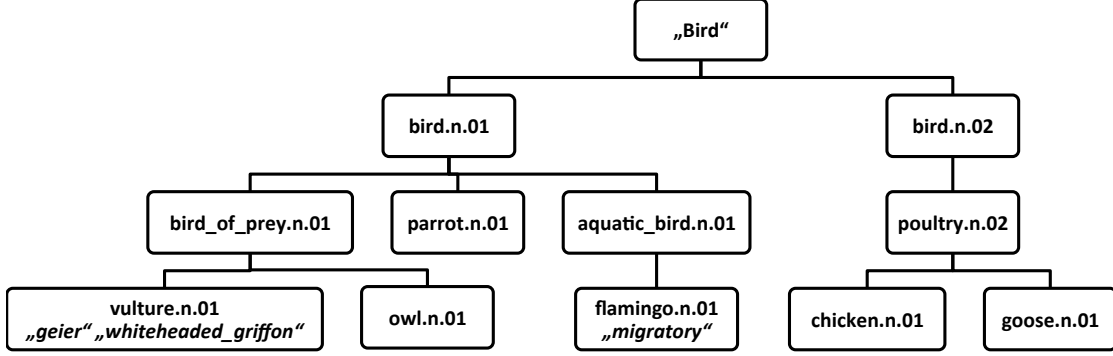 „Bird“
bird.n.01
bird.n.02
bird_of_prey.n.01
parrot.n.01
aquatic_bird.n.01
poultry.n.02
vulture.n.01
„geier“ „whiteheaded_griffon“
owl.n.01
flamingo.n.01
„migratory“
chicken.n.01
goose.n.01